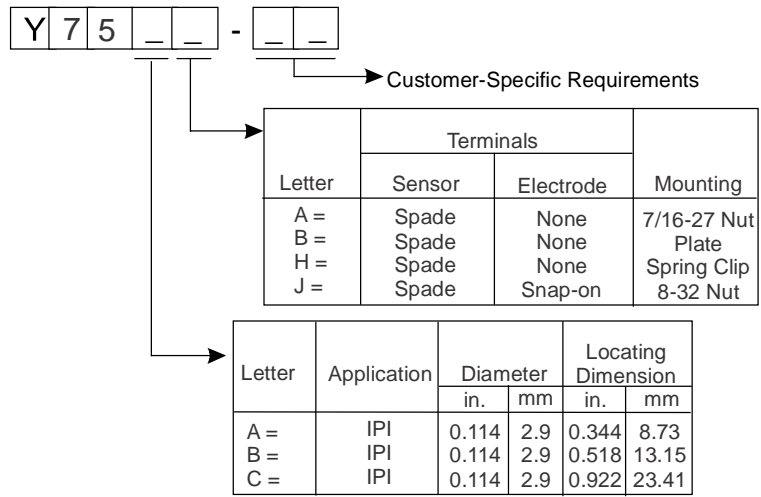 Y 7 5 _ _ - _ _
Customer-Specific Requirements
Terminals
Letter Sensor Electrode Mounting
A = Spade None 7/16-27 Nut
B = Spade None Plate
H = Spade None Spring Clip
J = Spade Snap-on 8-32 Nut
Letter Application Diameter Locating Dimension
in. mm in. mm
A = IPI 0.114 2.9 0.344 8.73
B = IPI 0.114 2.9 0.518 13.15
C = IPI 0.114 2.9 0.922 23.41